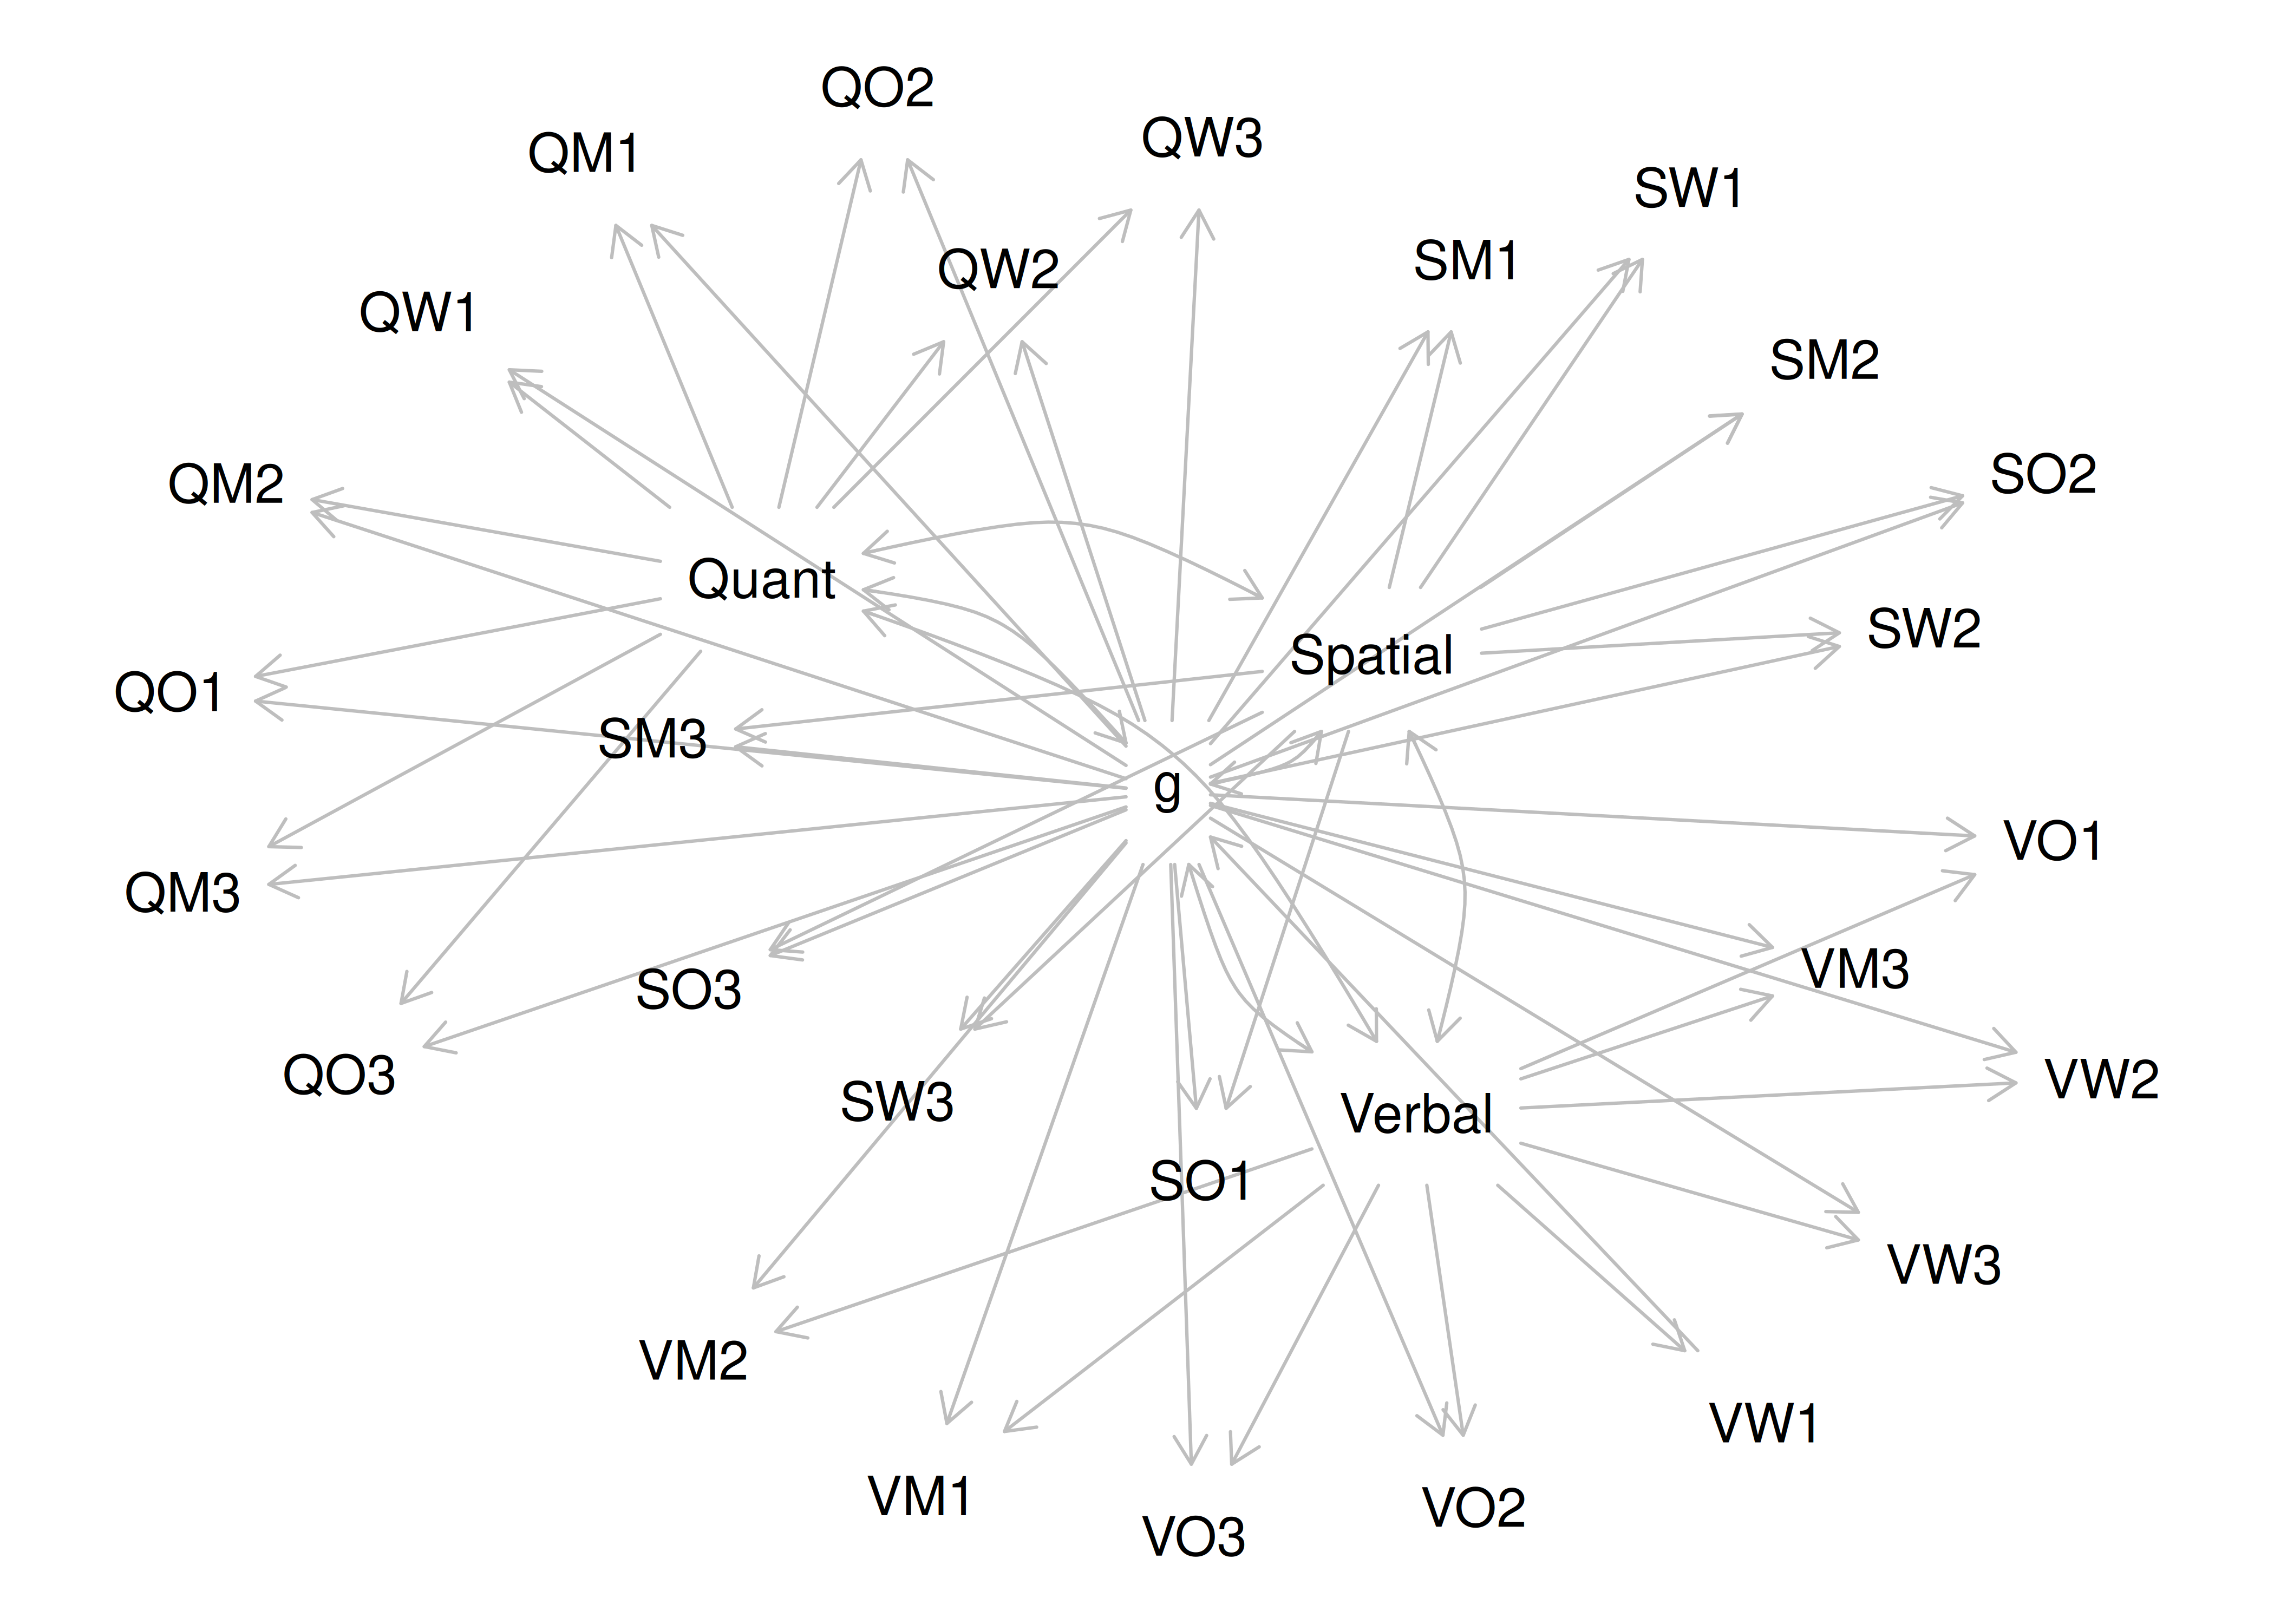 QO2
QW3
QM1
SW1
SM1
QW2
QW1
SM2
SO2
QM2
Quant
SW2
Spatial
QO1
SM3
g
VO1
QM3
VM3
SO3
QO3
VW2
SW3
Verbal
SO1
VW3
VM2
VW1
VM1
VO2
VO3